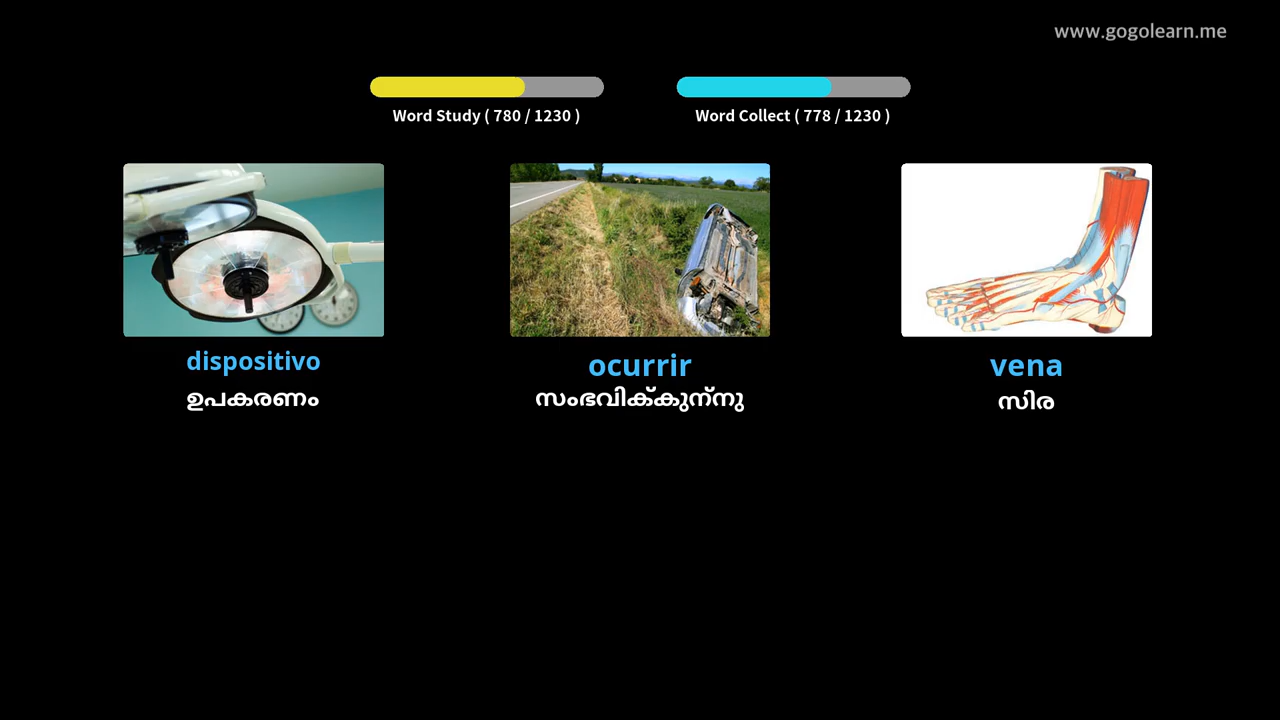 www.gogolearn.me
Word Study ( 780 / 1230 )
Word Collect ( 778 / 1230 )
dispositivo
ഉപകരണം
ocurrir
സംഭവിക്കുന്നു
vena
സിര